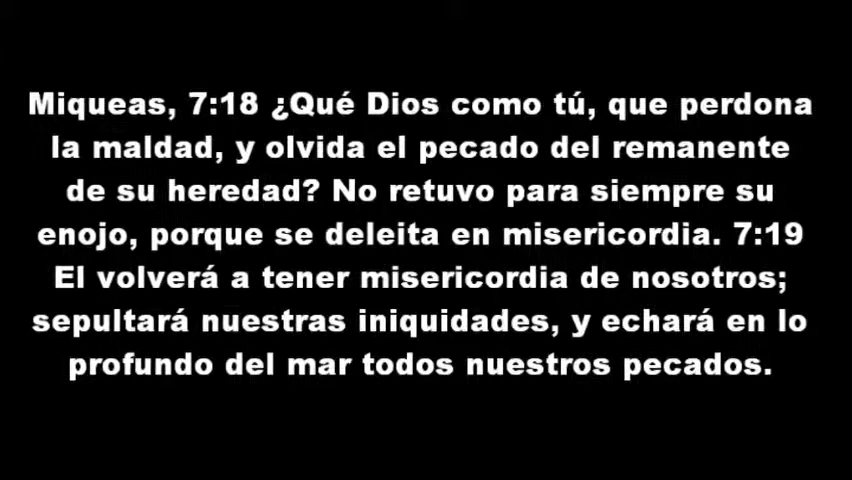 Miqueas, 7:18 ¿Qué Dios como tú, que perdona
la maldad, y olvida el pecado del remanente
de su heredad? No retuvo para siempre su
enojo, porque se deleita en misericordia. 7:19
El volverá a tener misericordia de nosotros;
sepultará nuestras iniquidades, y echará en lo
profundo del mar todos nuestros pecados.